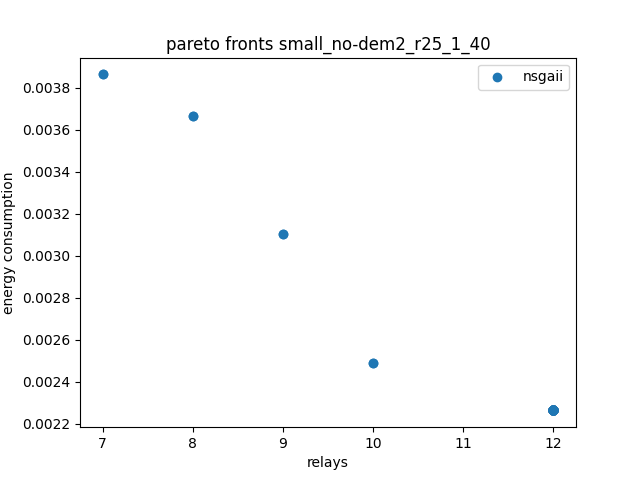 pareto fronts small_no-dem2_r25_1_40
nsgaii
energy consumption
0.0038
0.0036
0.0034
0.0032
0.0030
0.0028
0.0026
0.0024
0.0022
7 8 9 10 11 12
relays